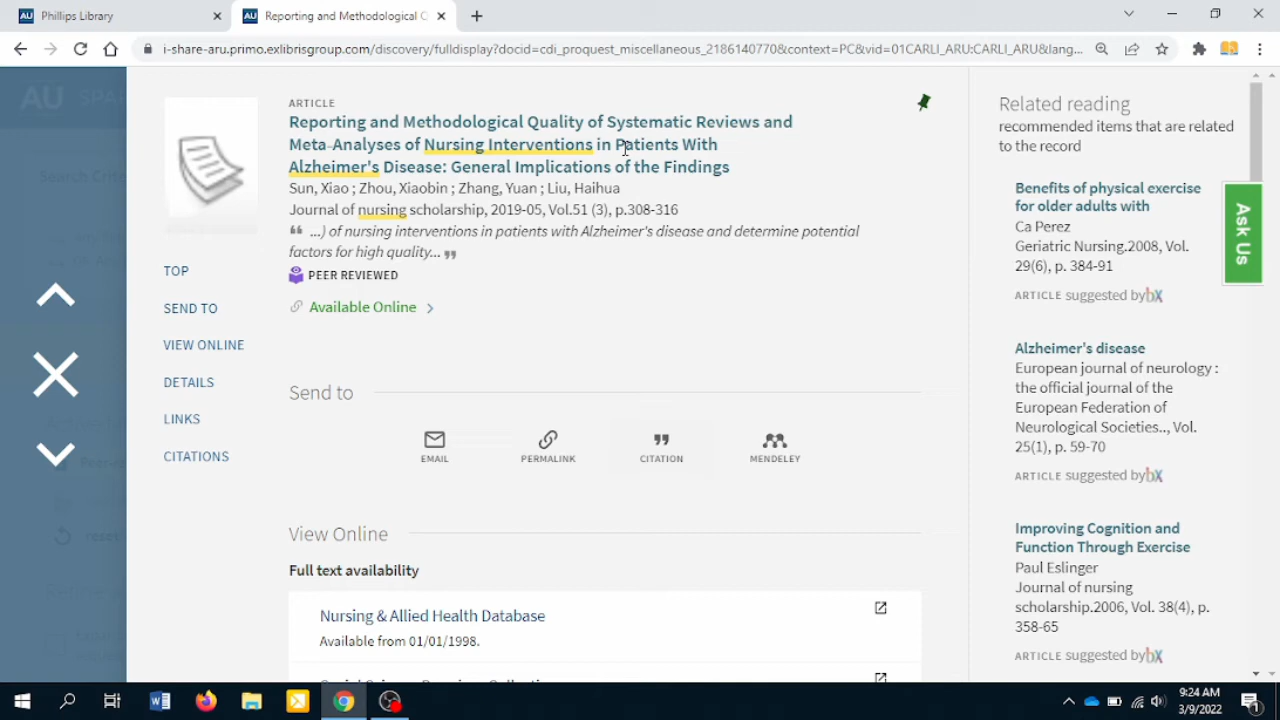 Phillips Library
Reporting and Methodological Q
i-share-aru.primo.exlibrisgroup.com/discovery/fulldisplay?docid=cdi_proquest_miscellaneous_2186140770&context=PC&vid=01CARLI_ARU:CARLI_ARU&lang...
AU SPAR
Search Crite
ARTICLE
Reporting and Methodological Quality of Systematic Reviews and
Meta-Analyses of Nursing Interventions in Patients With
Alzheimer's Disease: General Implications of the Findings
Sun, Xiao ; Zhou, Xiaobin ; Zhang, Yuan ; Liu, Haihua
Journal of nursing scholarship, 2019-05, Vol.51 (3), p.308-316
...) of nursing interventions in patients with Alzheimer's disease and determine potential
factors for high quality...
PEER REVIEWED
Available Online
TOP
SEND TO
VIEW ONLINE
DETAILS
LINKS
CITATIONS
reset
Send to
EMAIL
PERMALINK
CITATION
MENDELEY
View Online
Full text availability
Nursing & Allied Health Database
Available from 01/01/1998.
Related reading
recommended items that are related
to the record
Benefits of physical exercise
for older adults with
Ca Perez
Geriatric Nursing.2008, Vol.
29(6), p. 384-91
ARTICLE suggested by bX
Alzheimer's disease
European journal of neurology :
the official journal of the
European Federation of
Neurological Societies.., Vol.
25(1), p. 59-70
ARTICLE suggested by bX
Improving Cognition and
Function Through Exercise
Paul Eslinger
Journal of nursing
scholarship.2006, Vol. 38(4), p.
358-65
ARTICLE suggested by bX
Ask Us
9:24 AM
3/9/2022